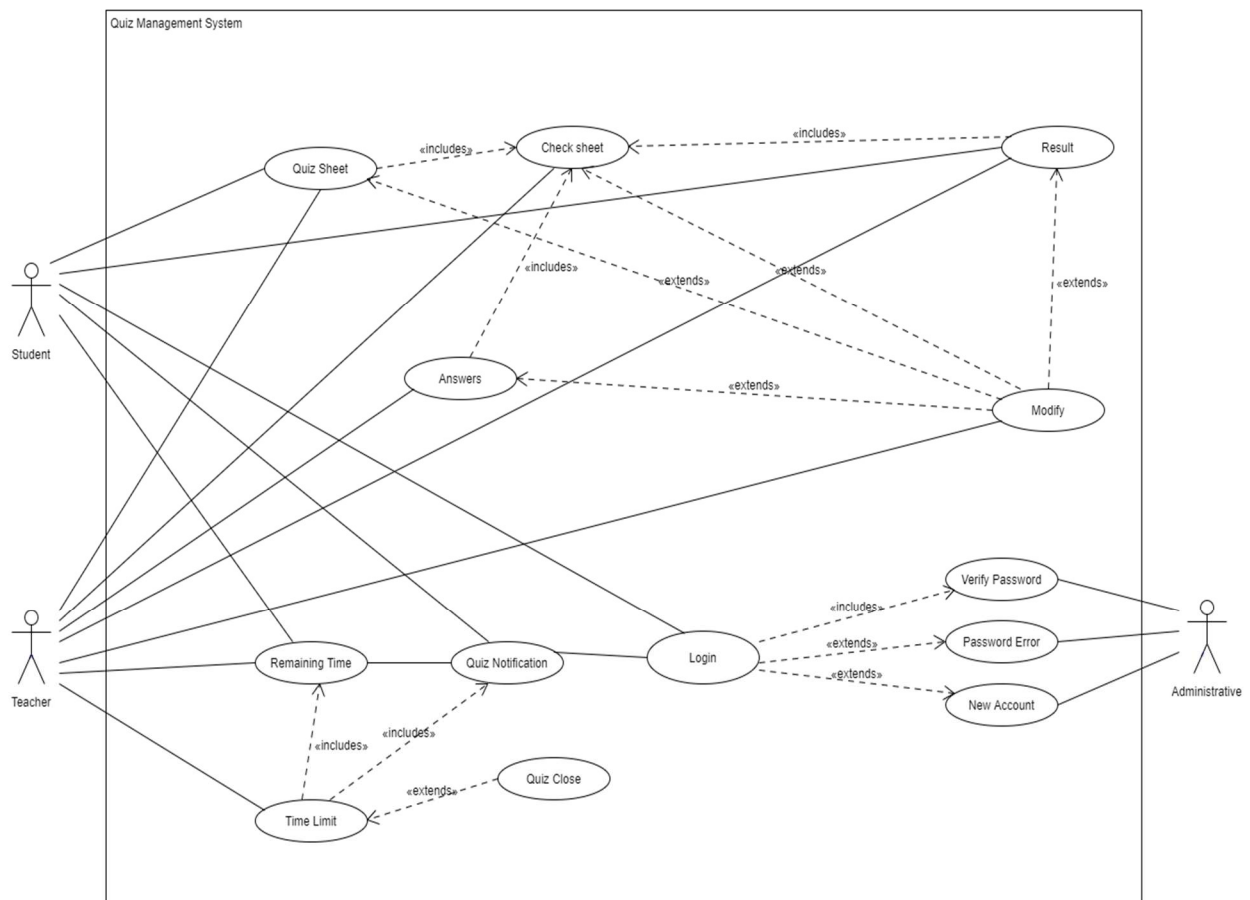 Quiz Management System
«includes»
Check sheet
«includes»
Result
Quiz Sheet
«includes»
«extends»
«extends»
«extends»
Student
Answers
«extends»
Modify
Verify Password
«includes»
Password Error
«extends»
Remaining Time
Quiz Notification
Login
«extends»
New Account
Teacher
Administrative
«includes»
«includes»
Quiz Close
«extends»
Time Limit